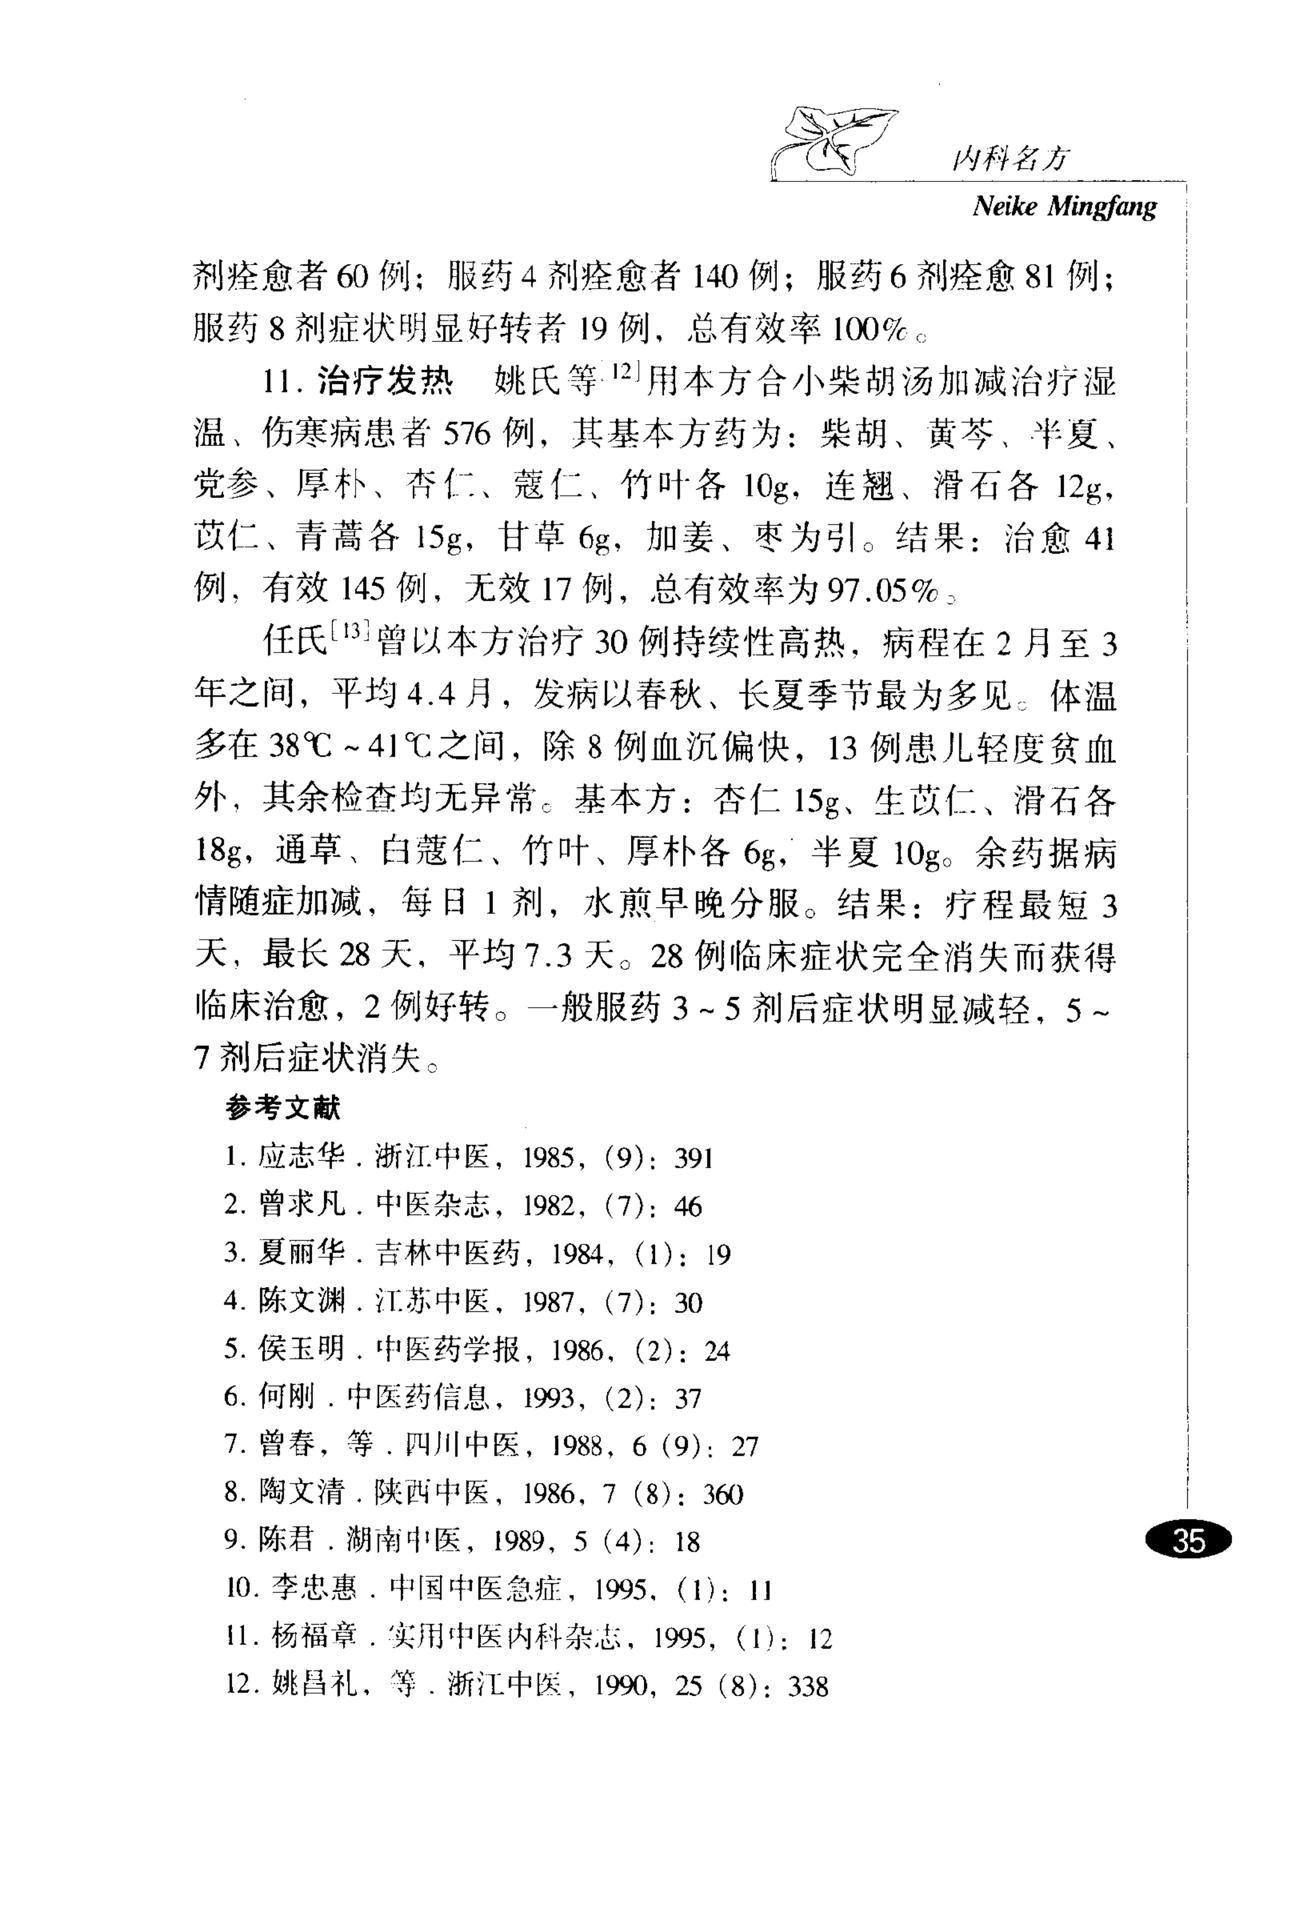 内科名方
Neike Mingfang
剂痊愈者 60 例；服药 4 剂痊愈者 140 例；服药 6 剂痊愈 81 例；
服药 8 剂症状明显好转者 19 例，总有效率 100%。
11. 治疗发热 姚氏等[12]用本方合小柴胡汤加减治疗湿
温、伤寒病患者 576 例，其基本方药为：柴胡、黄芩、半夏、
党参、厚朴、杏仁、蔻仁、竹叶各 10g，连翘、滑石各 12g，
苡仁、青蒿各 15g，甘草 6g，加姜、枣为引。结果：治愈 41
例，有效 145 例，无效 17 例，总有效率为 97.05%。
任氏[13]曾以本方治疗 30 例持续性高热，病程在 2 月至 3
年之间，平均 4.4 月，发病以春秋、长夏季节最为多见。体温
多在 38℃～41℃之间，除 8 例血沉偏快，13 例患儿轻度贫血
外，其余检查均无异常。基本方：杏仁 15g、生苡仁、滑石各
18g，通草、白蔻仁、竹叶、厚朴各 6g，半夏 10g。余药据病
情随症加减，每日 1 剂，水煎早晚分服。结果：疗程最短 3
天，最长 28 天，平均 7.3 天。28 例临床症状完全消失而获得
临床治愈，2 例好转。一般服药 3～5 剂后症状明显减轻，5～
7 剂后症状消失。
参考文献
1. 应志华．浙江中医，1985，(9)：391
2. 曾求凡．中医杂志，1982，(7)：46
3. 夏丽华．吉林中医药，1984，(1)：19
4. 陈文渊．江苏中医，1987，(7)：30
5. 侯玉明．中医药学报，1986，(2)：24
6. 何刚．中医药信息，1993，(2)：37
7. 曾春，等．四川中医，1988，6 (9)：27
8. 陶文清．陕西中医，1986，7 (8)：360
9. 陈君．湖南中医，1989，5 (4)：18
10. 李忠惠．中国中医急症，1995，(1)：11
11. 杨福章．实用中医内科杂志，1995，(1)：12
12. 姚昌礼，等．浙江中医，1990，25 (8)：338
35